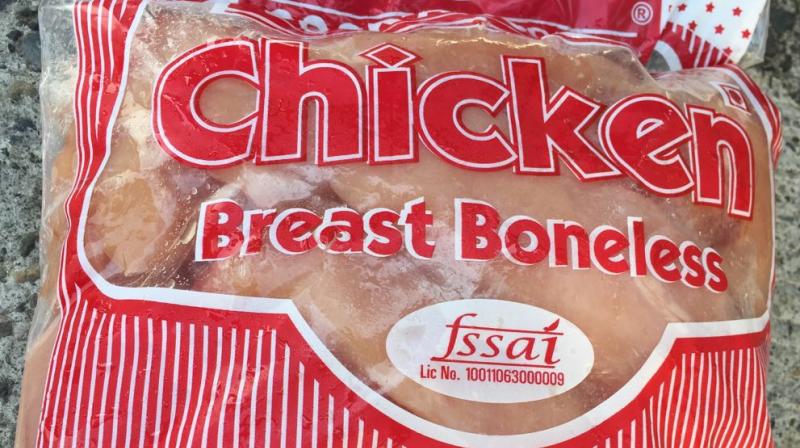 ®
Chicken
Breast Boneless
fssai
Lic No. 10011063000009